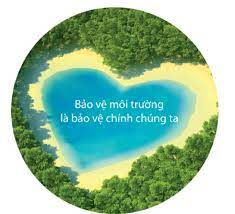 Bảo vệ môi trường
là bảo vệ chính chúng ta